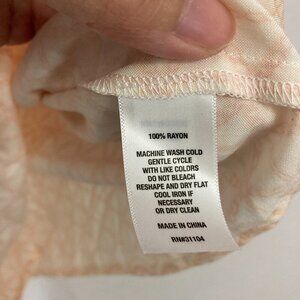 100% RAYON
MACHINE WASH COLD
GENTLE CYCLE
WITH LIKE COLORS
DO NOT BLEACH
RESHAPE AND DRY FLAT
COOL IRON IF
NECESSARY
OR DRY CLEAN
MADE IN CHINA
RN#31104